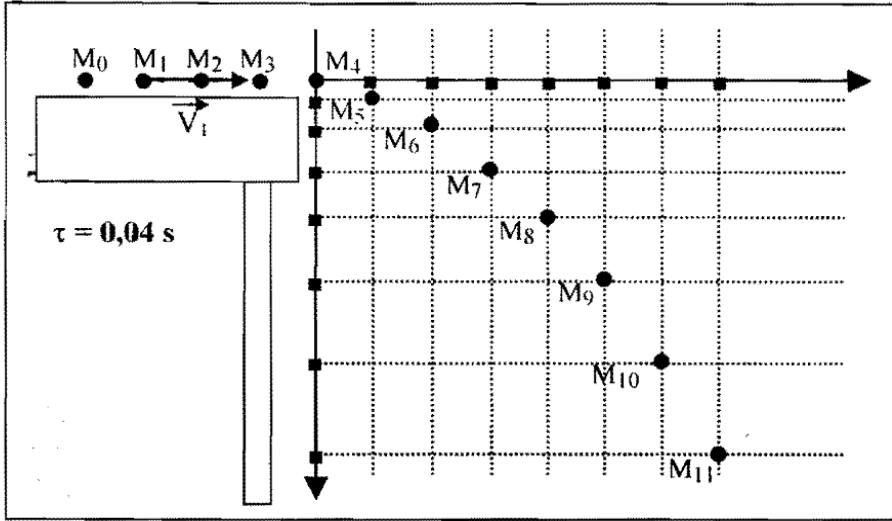 M₀ M₁ M₂ M₃ M₄
V₁
M₅
M₆
M₇
τ = 0,04 s
M₈
M₉
M₁₀
M₁₁